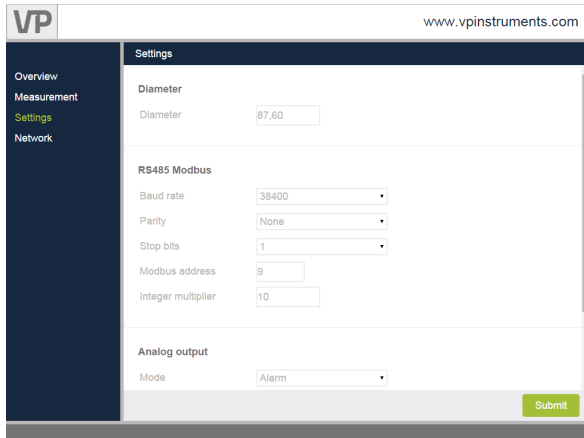 VP
www.vpinstruments.com
Settings
Overview
Measurement
Settings
Network
Diameter
Diameter 87,60
RS485 Modbus
Baud rate 38400
Parity None
Stop bits 1
Modbus address 9
Integer multiplier 10
Analog output
Mode Alarm
Submit